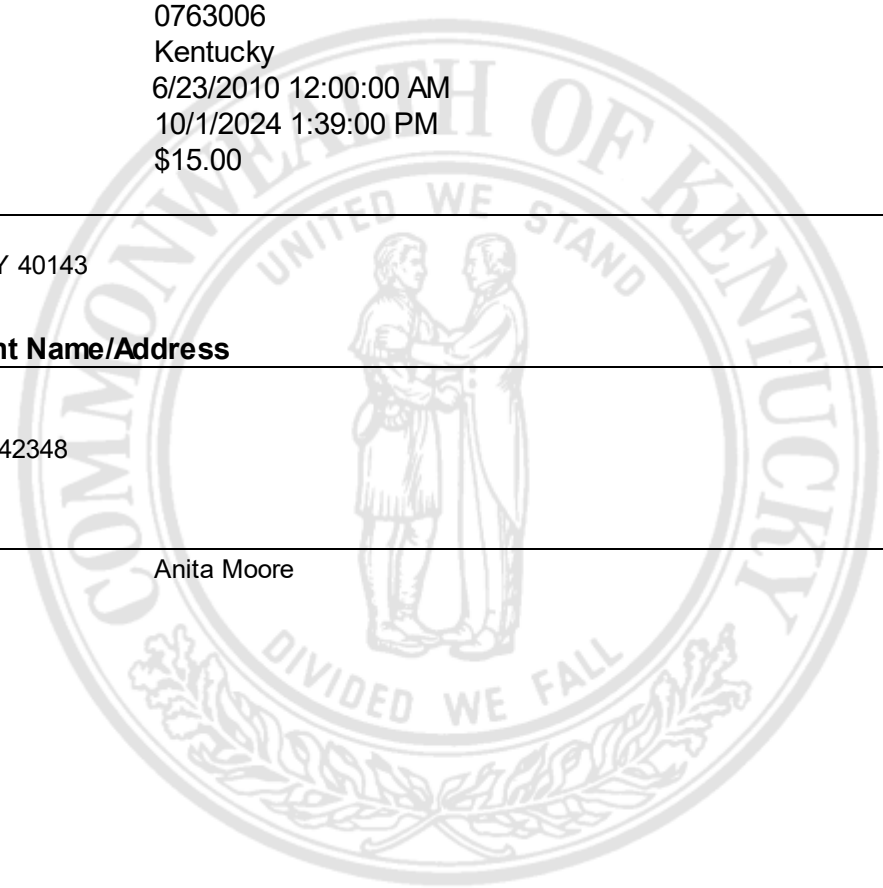 0763006
Kentucky
6/23/2010 12:00:00 AM
10/1/2024 1:39:00 PM
$15.00
Y 40143
nt Name/Address
42348
Anita Moore
COMMONWEALTH OF KENTUCKY
UNITED WE STAND
DIVIDED WE FALL